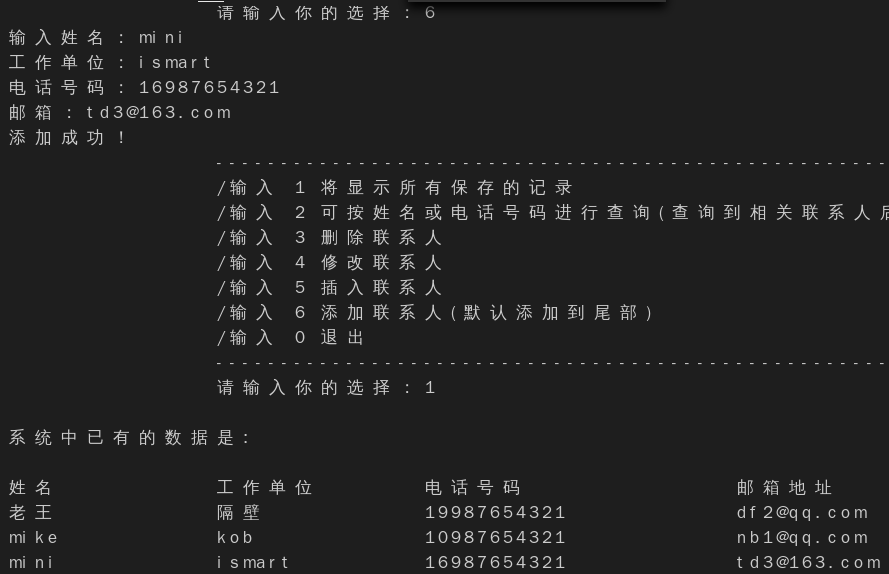 请输入你的选择：6
输入姓名：mini
工作单位：ismart
电话号码：16987654321
邮箱：td3@163.com
添加成功！
----------------------------------------------------
/输入 1 将显示所有保存的记录
/输入 2 可按姓名或电话号码进行查询(查询到相关联系人后
/输入 3 删除联系人
/输入 4 修改联系人
/输入 5 插入联系人
/输入 6 添加联系人(默认添加到尾部)
/输入 0 退出
----------------------------------------------------
请输入你的选择：1
系统中已有的数据是:
姓名 工作单位 电话号码 邮箱地址
老王 隔壁 19987654321 df2@qq.com
mike kob 10987654321 nb1@qq.com
mini ismart 16987654321 td3@163.com